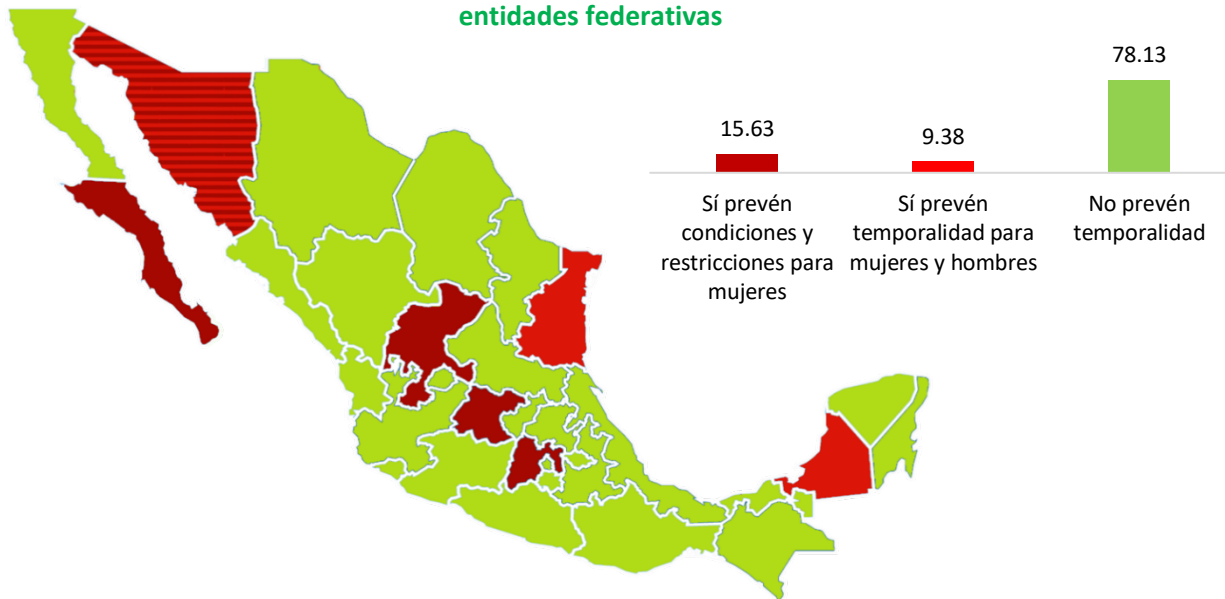 entidades federativas
78.13
15.63
9.38
Sí prevén
condiciones y
restricciones para
mujeres
Sí prevén
temporalidad para
mujeres y hombres
No prevén
temporalidad